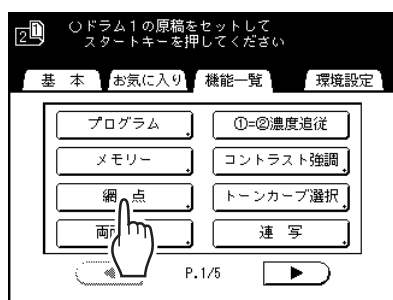 2 1
○ドラム1の原稿をセットして
スタートキーを押してください
基 本 お気に入り 機能一覧 環境設定
プログラム ①=②濃度追従
メモリー コントラスト強調
網 点 トーンカーブ選択
両 連 写
P.1/5